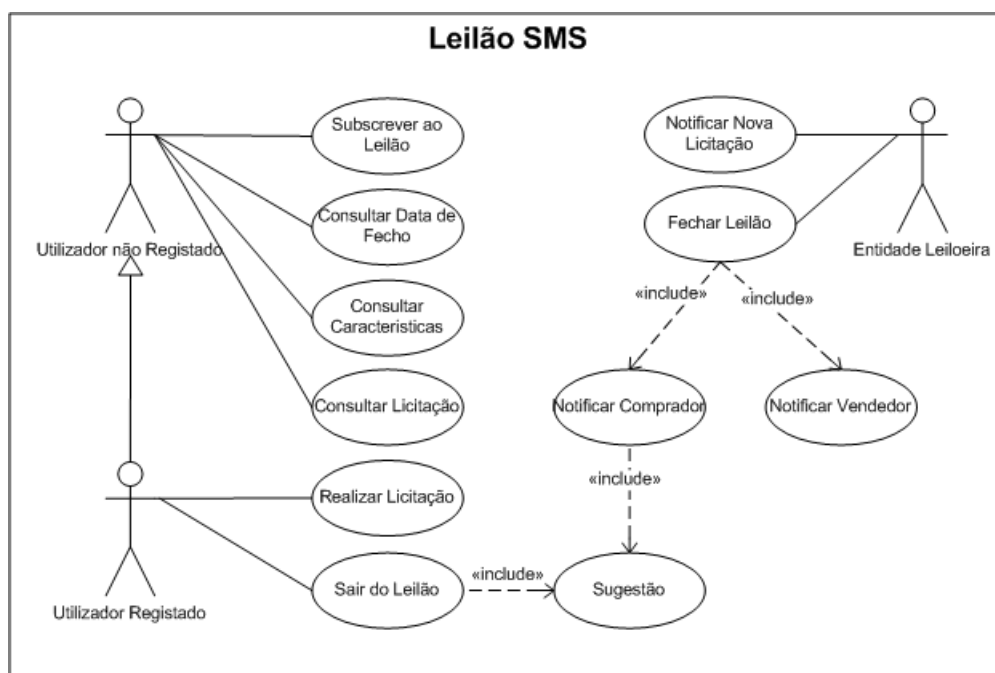 Leilão SMS
Subscrever ao
Leilão
Consultar Data de
Fecho
Consultar
Caracteristicas
Consultar Licitação
Utilizador não Registado
Realizar Licitação
Sair do Leilão
Utilizador Registado
«include»
Sugestão
Notificar Nova
Licitação
Fechar Leilão
Entidade Leiloeira
«include»
«include»
Notificar Comprador
Notificar Vendedor
«include»